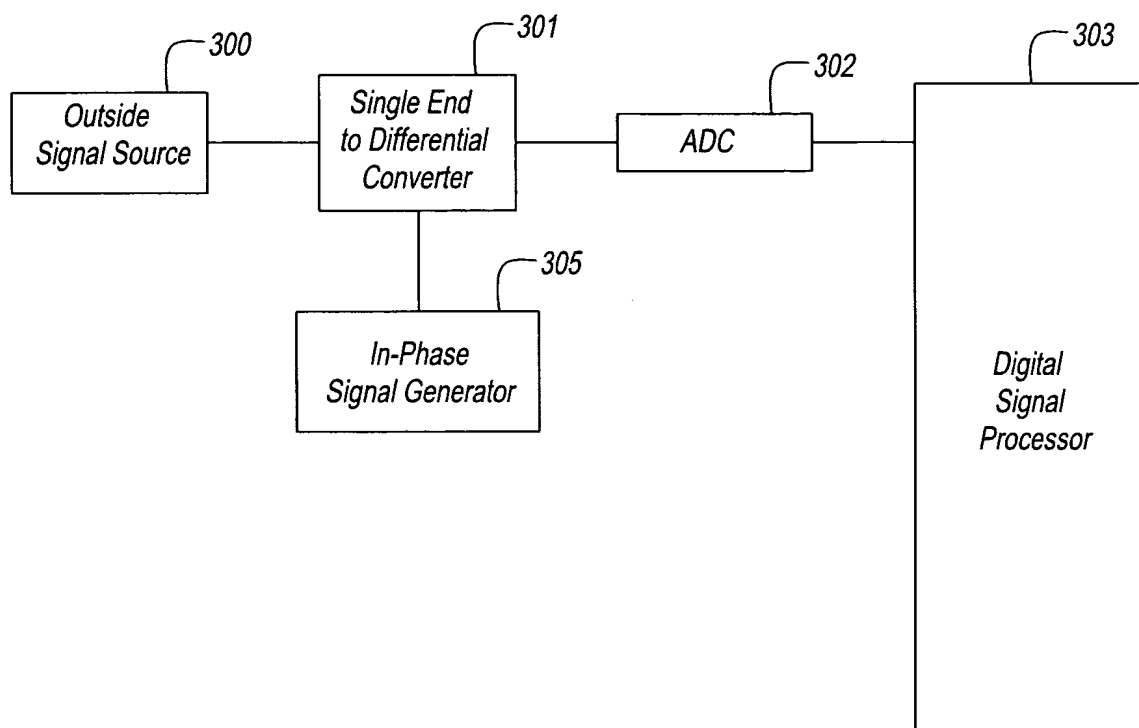 300
301
302
303
Outside
Signal Source
Single End
to Differential
Converter
ADC
305
In-Phase
Signal Generator
Digital
Signal
Processor